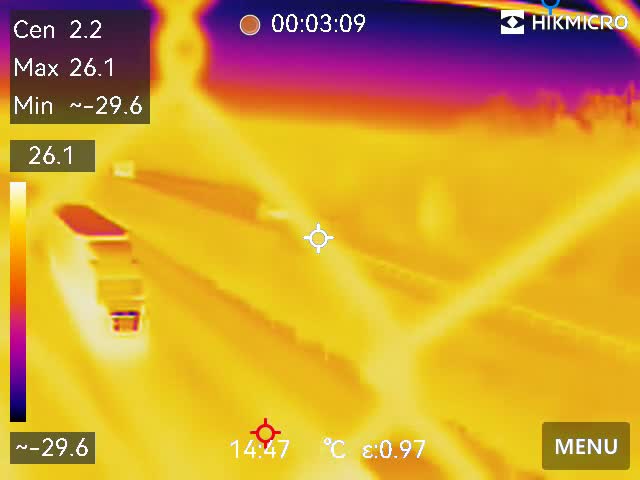 Cen 2.2
Max 26.1
Min ~-29.6
00:03:09
HIKMICRO
26.1
~-29.6
14:47 °C ε:0.97
MENU